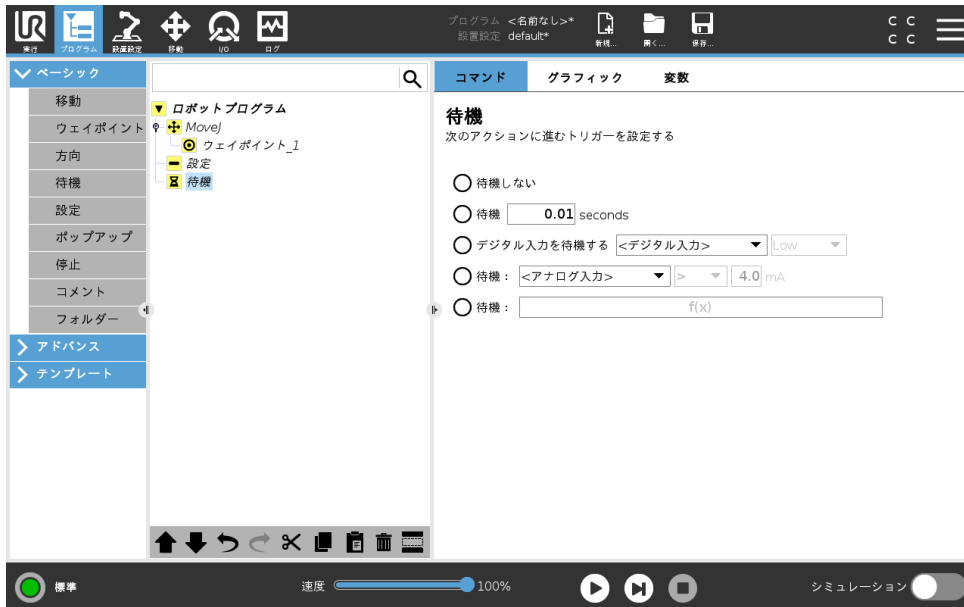 プログラム <名前なし>*
設置設定 default*
実行 プログラム 設置設定 移動 I/O ログ 新規... 開く... 保存...
C C
C C
ベーシック
移動
ウェイポイント
方向
待機
設定
ポップアップ
停止
コメント
フォルダー
アドバンス
テンプレート
ロボットプログラム
MoveJ
ウェイポイント_1
設定
待機
コマンド グラフィック 変数
待機
次のアクションに進むトリガーを設定する
待機しない
待機 0.01 seconds
デジタル入力を待機する <デジタル入力> Low
待機： <アナログ入力> > 4.0 mA
待機： f(x)
標準 速度 100% シミュレーション